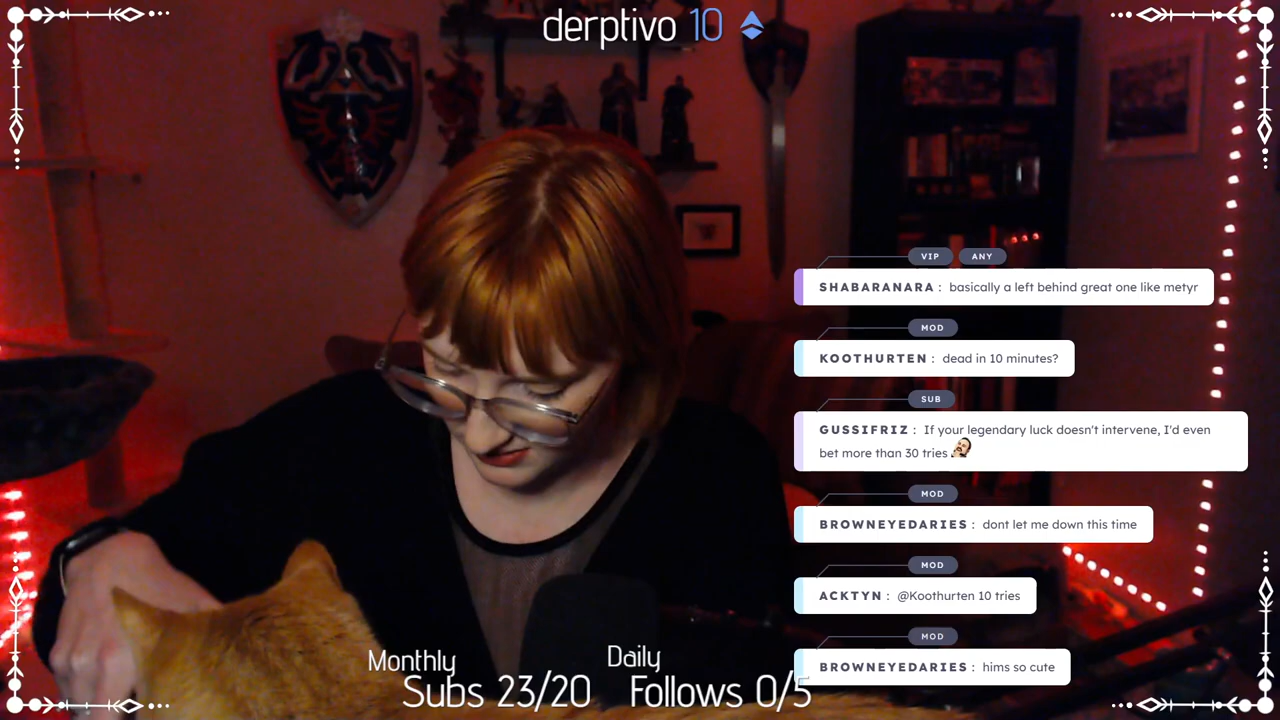 derptivo 10
VIP ANY
SHABARANARA : basically a left behind great one like metyr
MOD
KOOTHURTEN : dead in 10 minutes?
SUB
GUSSIFRIZ : If your legendary luck doesn't intervene, I'd even
bet more than 30 tries
MOD
BROWNEYEDARIES : dont let me down this time
MOD
ACKTYN : @Koothurten 10 tries
MOD
BROWNEYEDARIES : hims so cute
Monthly
Subs 23/20
Daily
Follows 0/5